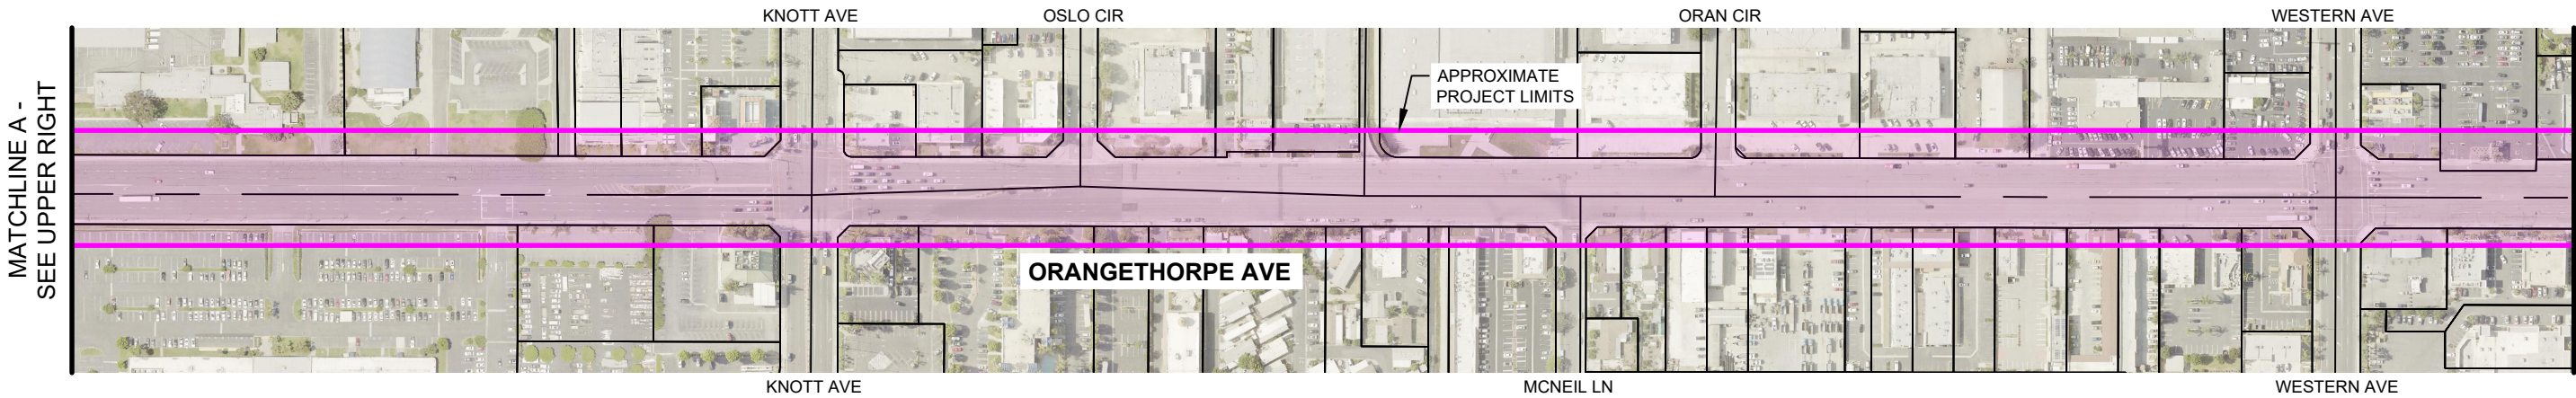 KNOTT AVE
OSLO CIR
ORAN CIR
WESTERN AVE
MATCHLINE A -
SEE UPPER RIGHT
APPROXIMATE
PROJECT LIMITS
ORANGETHORPE AVE
KNOTT AVE
MCNEIL LN
WESTERN AVE